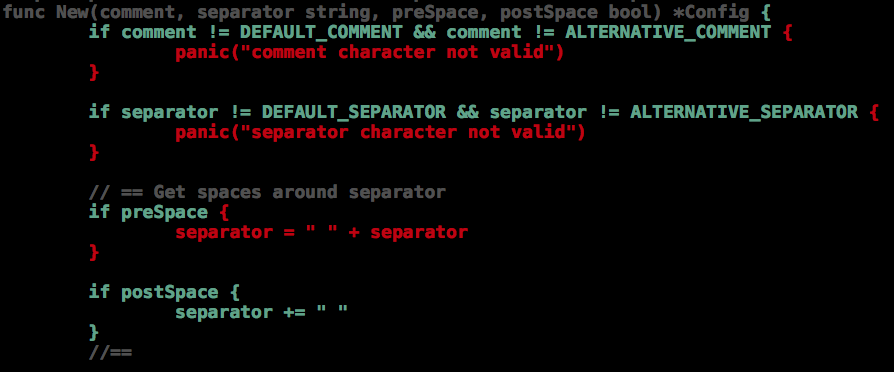 func New(comment, separator string, preSpace, postSpace bool) *Config {
if comment != DEFAULT_COMMENT && comment != ALTERNATIVE_COMMENT {
panic("comment character not valid")
}
if separator != DEFAULT_SEPARATOR && separator != ALTERNATIVE_SEPARATOR {
panic("separator character not valid")
}
// == Get spaces around separator
if preSpace {
separator = " " + separator
}
if postSpace {
separator += " "
}
//==